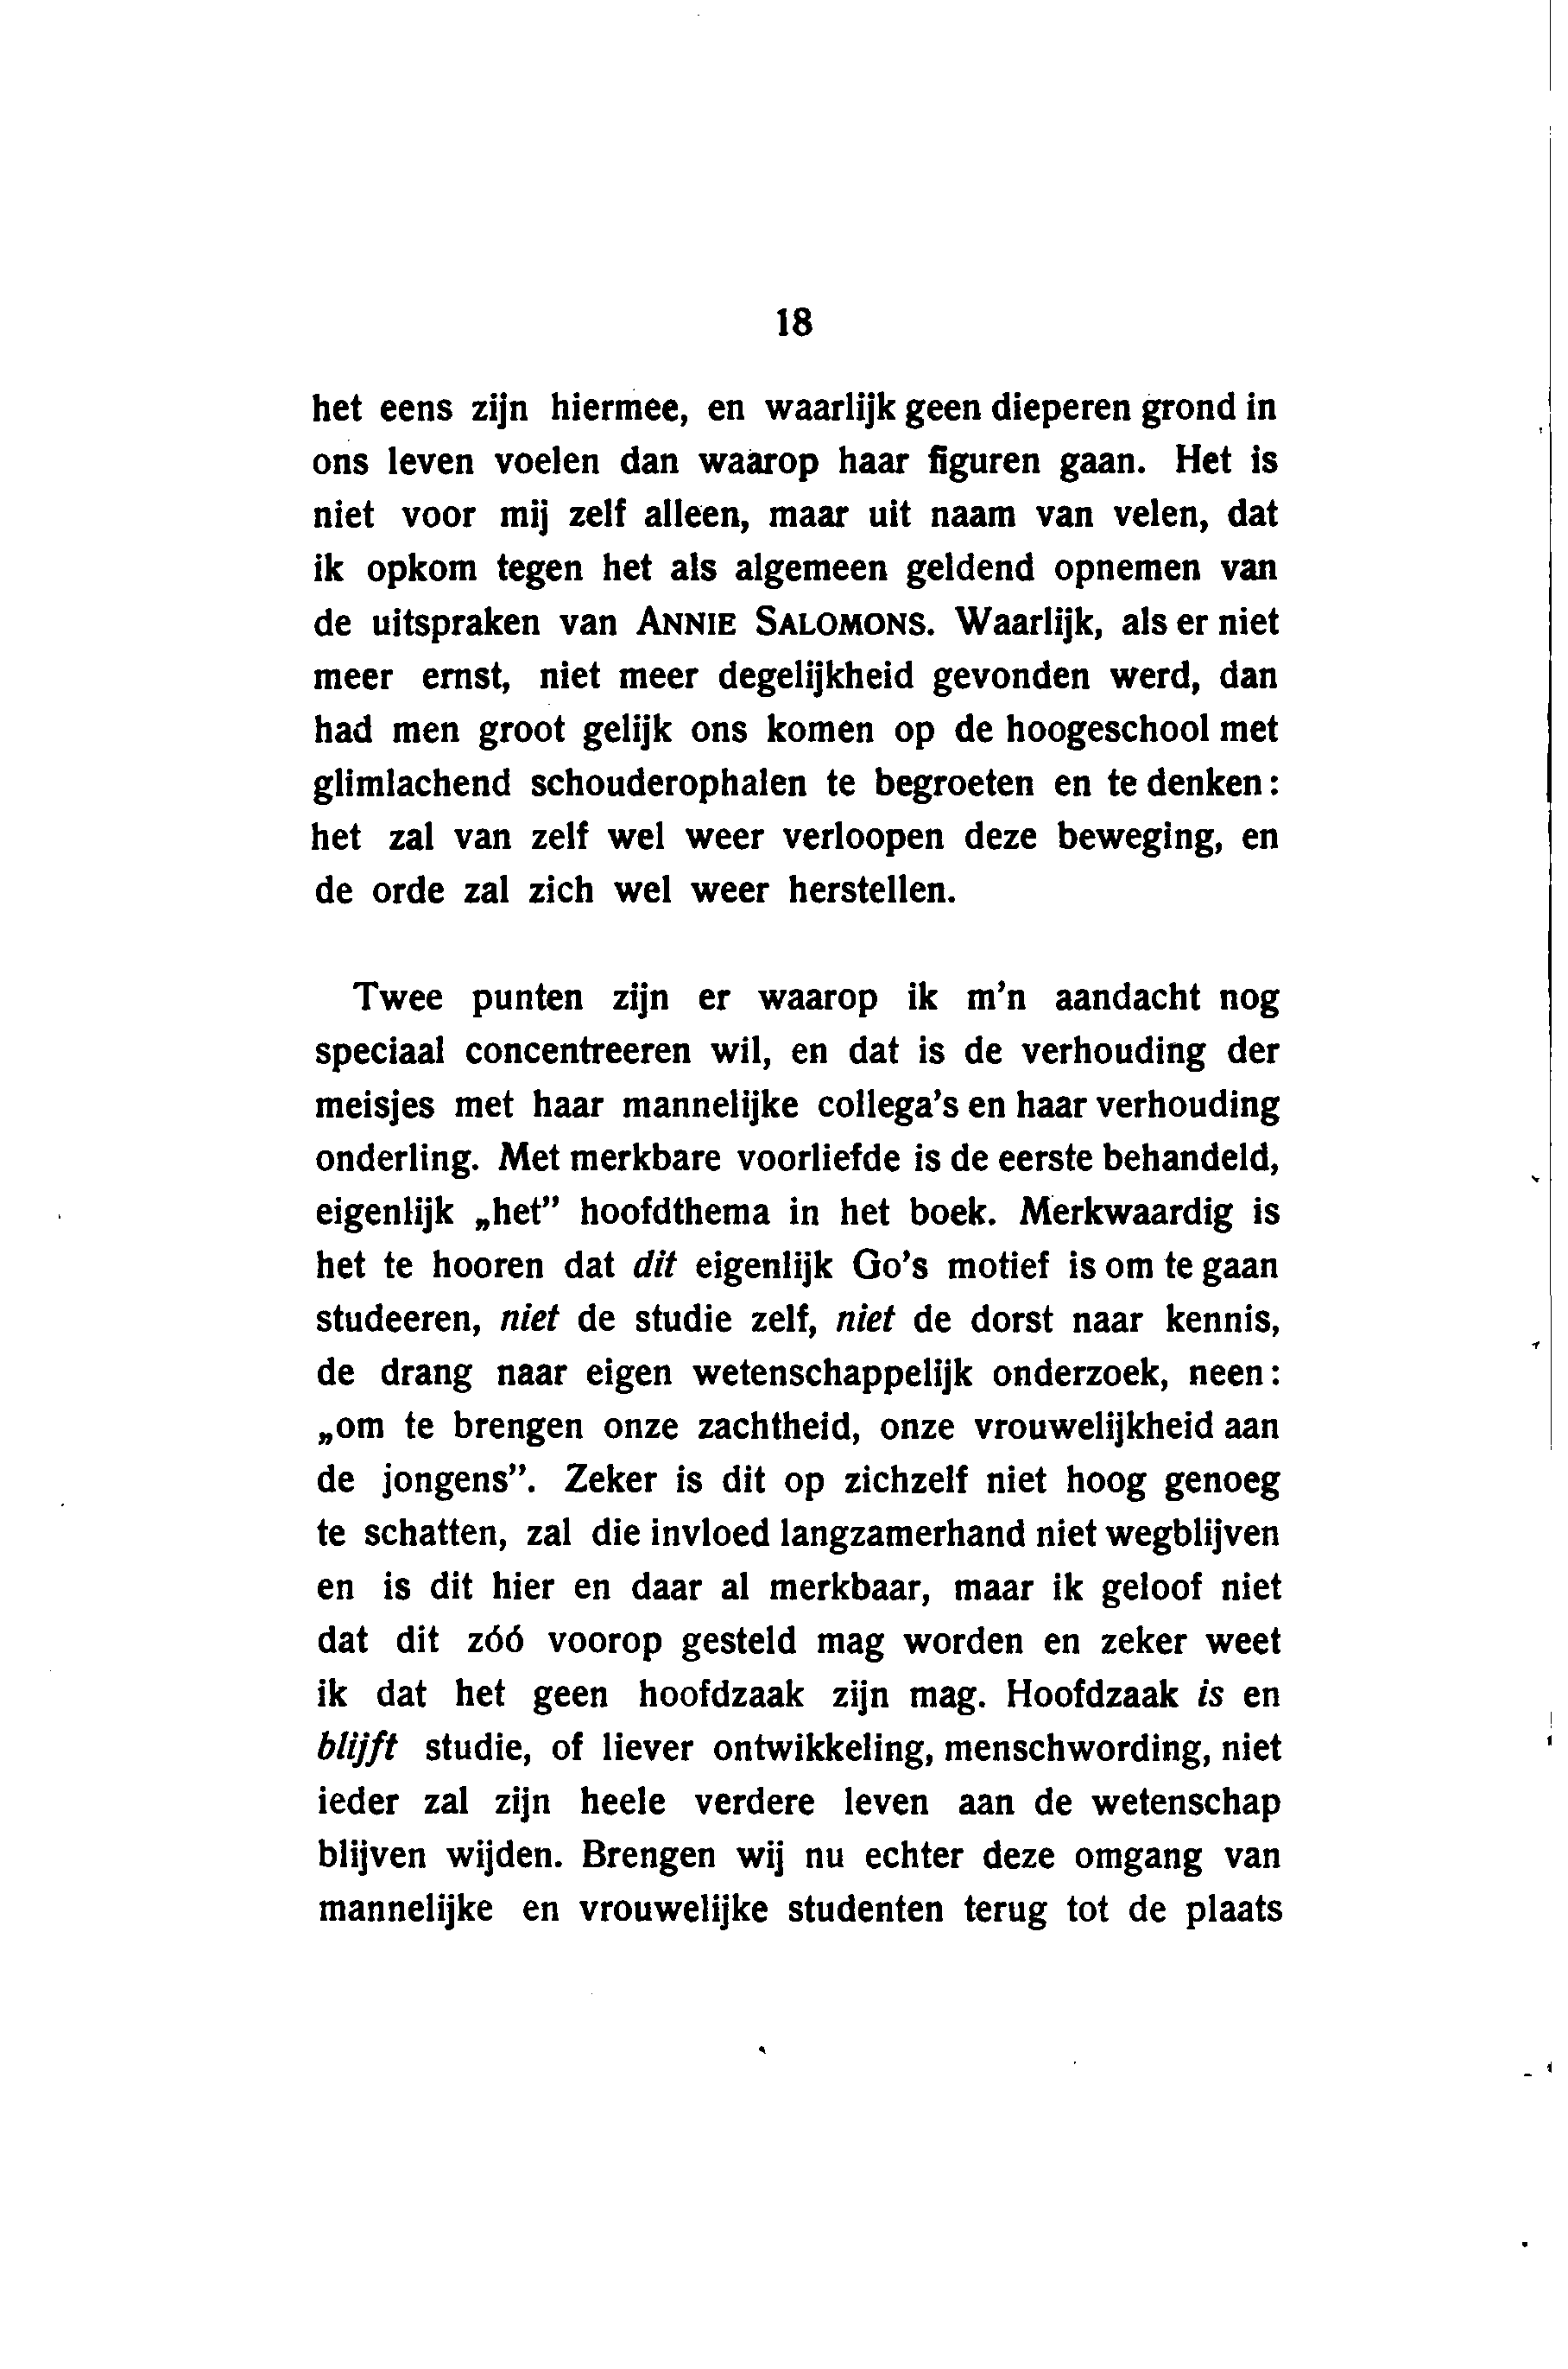 18
het eens zijn hiermee, en waarlijk geen dieperen grond in
ons leven voelen dan waarop haar figuren gaan. Het is
niet voor mij zelf alleen, maar uit naam van velen, dat
ik opkom tegen het als algemeen geldend opnemen van
de uitspraken van ANNIE SALOMONS. Waarlijk, als er niet
meer ernst, niet meer degelijkheid gevonden werd, dan
had men groot gelijk ons komen op de hoogeschool met
glimlachend schouderophalen te begroeten en te denken:
het zal van zelf wel weer verloopen deze beweging, en
de orde zal zich wel weer herstellen.
Twee punten zijn er waarop ik m'n aandacht nog
speciaal concentreeren wil, en dat is de verhouding der
meisjes met haar mannelijke collega's en haar verhouding
onderling. Met merkbare voorliefde is de eerste behandeld,
eigenlijk „het” hoofdthema in het boek. Merkwaardig is
het te hooren dat dit eigenlijk Go's motief is om te gaan
studeeren, niet de studie zelf, niet de dorst naar kennis,
de drang naar eigen wetenschappelijk onderzoek, neen:
„om te brengen onze zachtheid, onze vrouwelijkheid aan
de jongens”. Zeker is dit op zichzelf niet hoog genoeg
te schatten, zal die invloed langzamerhand niet wegblijven
en is dit hier en daar al merkbaar, maar ik geloof niet
dat dit zóó voorop gesteld mag worden en zeker weet
ik dat het geen hoofdzaak zijn mag. Hoofdzaak is en
blijft studie, of liever ontwikkeling, menschwording, niet
ieder zal zijn heele verdere leven aan de wetenschap
blijven wijden. Brengen wij nu echter deze omgang van
mannelijke en vrouwelijke studenten terug tot de plaats